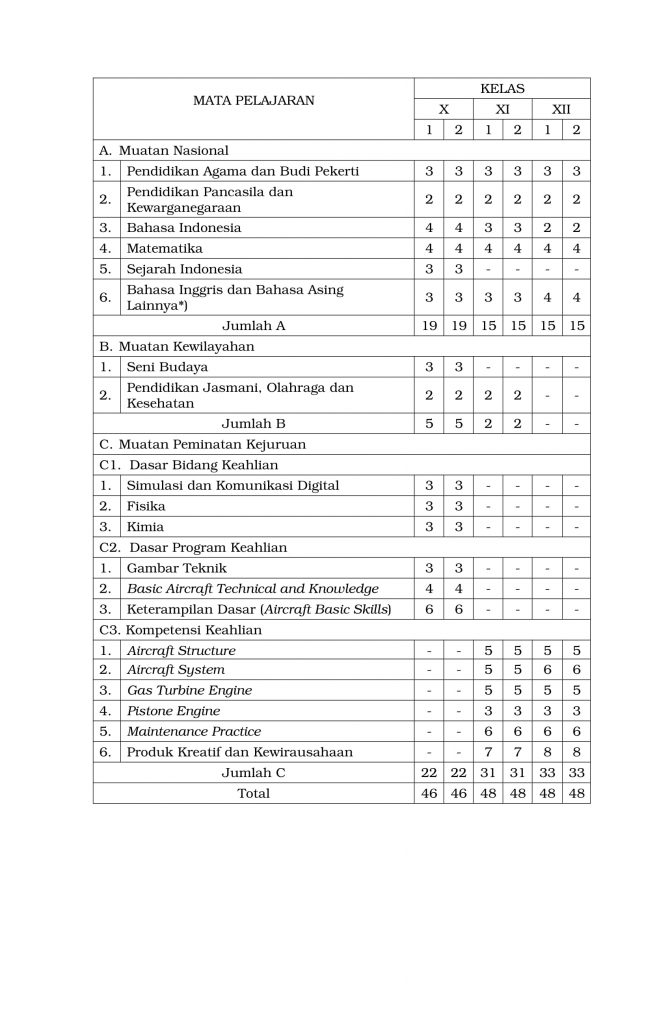 MATA PELAJARAN
KELAS
X XI XII
1 2 1 2 1 2
A. Muatan Nasional
1. Pendidikan Agama dan Budi Pekerti 3 3 3 3 3 3
2. Pendidikan Pancasila dan
Kewarganegaraan 2 2 2 2 2 2
3. Bahasa Indonesia 4 4 3 3 2 2
4. Matematika 4 4 4 4 4 4
5. Sejarah Indonesia 3 3 - - - -
6. Bahasa Inggris dan Bahasa Asing
Lainnya*) 3 3 3 3 4 4
Jumlah A 19 19 15 15 15 15
B. Muatan Kewilayahan
1. Seni Budaya 3 3 - - - -
2. Pendidikan Jasmani, Olahraga dan
Kesehatan 2 2 2 2 - -
Jumlah B 5 5 2 2 - -
C. Muatan Peminatan Kejuruan
C1. Dasar Bidang Keahlian
1. Simulasi dan Komunikasi Digital 3 3 - - - -
2. Fisika 3 3 - - - -
3. Kimia 3 3 - - - -
C2. Dasar Program Keahlian
1. Gambar Teknik 3 3 - - - -
2. Basic Aircraft Technical and Knowledge 4 4 - - - -
3. Keterampilan Dasar (Aircraft Basic Skills) 6 6 - - - -
C3. Kompetensi Keahlian
1. Aircraft Structure - - 5 5 5 5
2. Aircraft System - - 5 5 6 6
3. Gas Turbine Engine - - 5 5 5 5
4. Pistone Engine - - 3 3 3 3
5. Maintenance Practice - - 6 6 6 6
6. Produk Kreatif dan Kewirausahaan - - 7 7 8 8
Jumlah C 22 22 31 31 33 33
Total 46 46 48 48 48 48